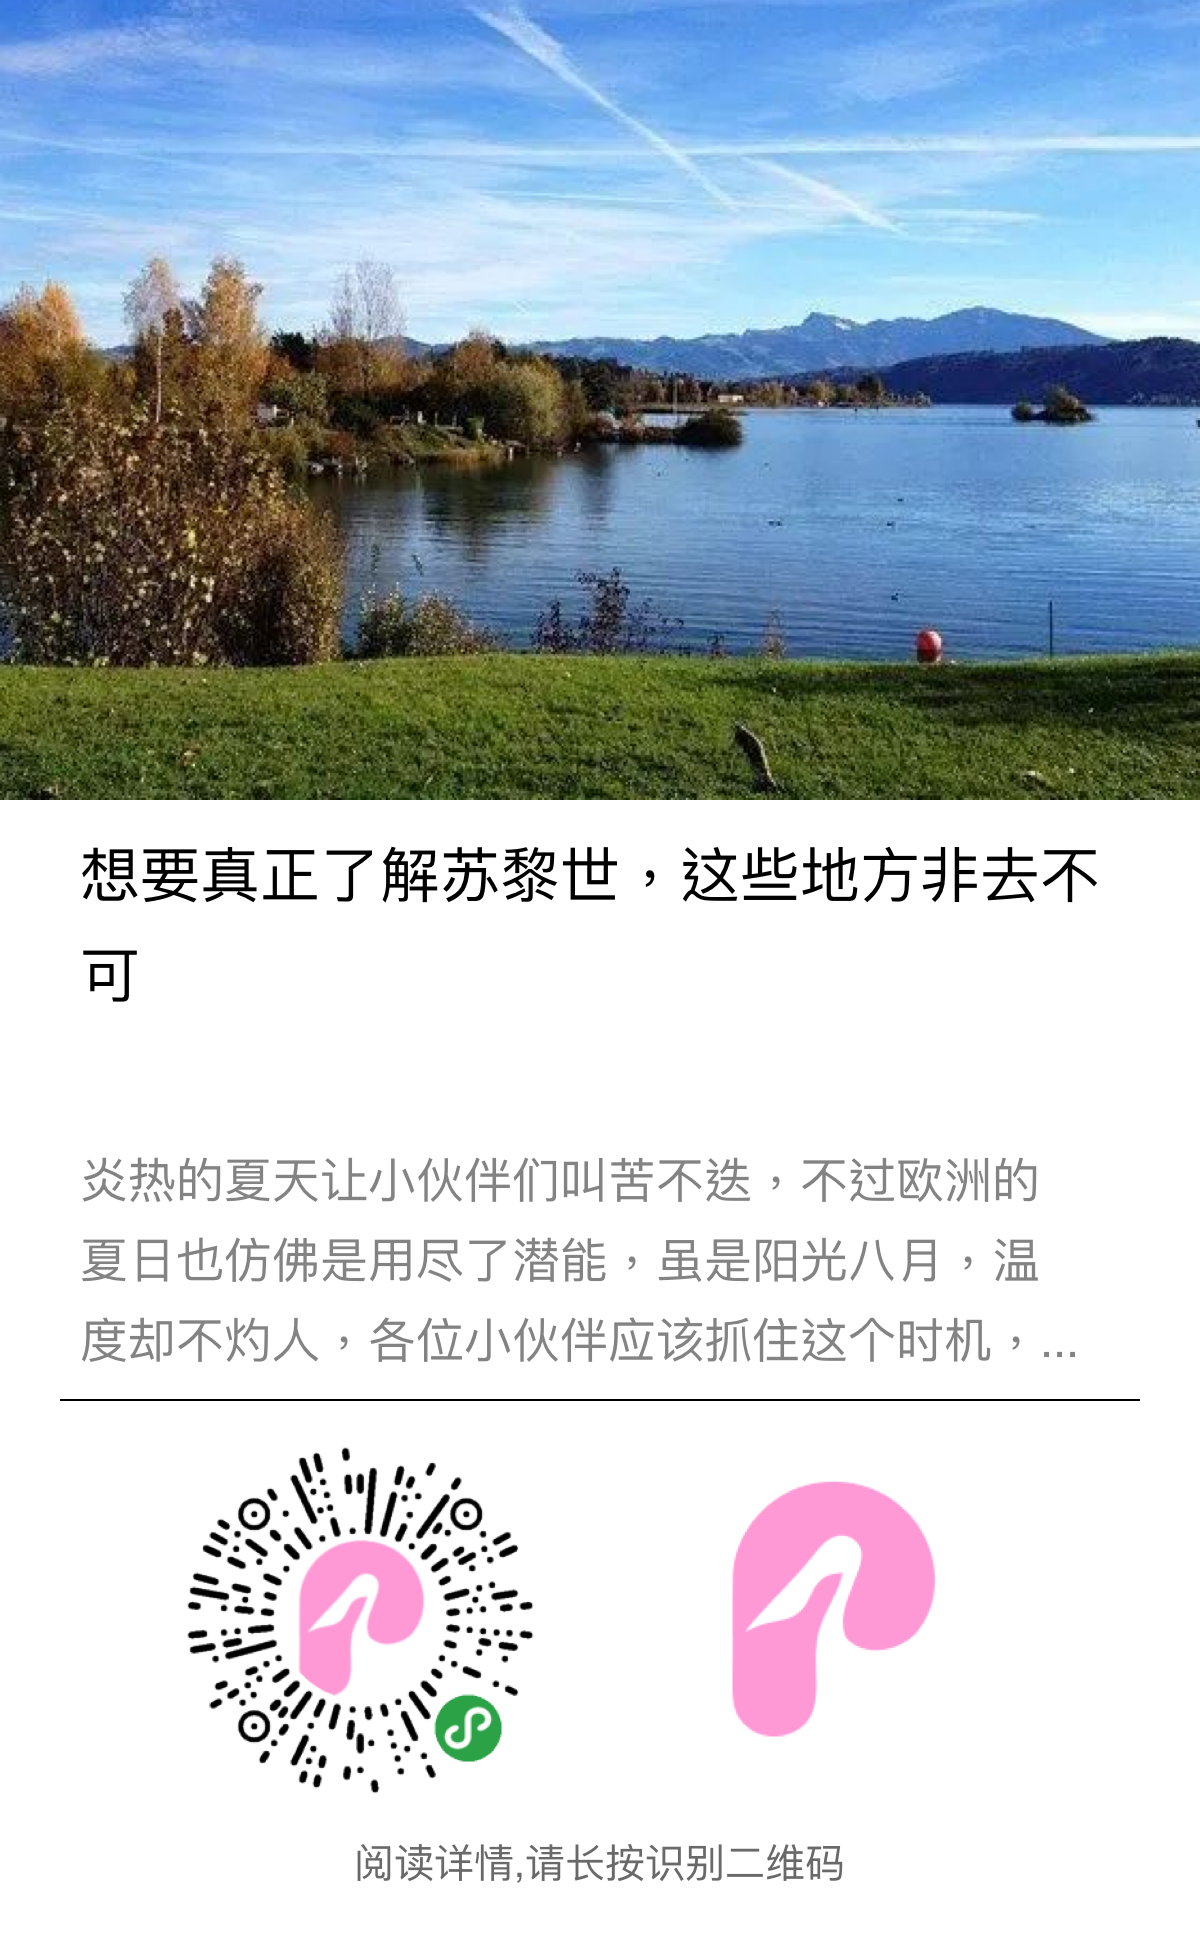 想要真正了解苏黎世，这些地方非去不
可
炎热的夏天让小伙伴们叫苦不迭，不过欧洲的
夏日也仿佛是用尽了潜能，虽是阳光八月，温
度却不灼人，各位小伙伴应该抓住这个时机，...
阅读详情,请长按识别二维码